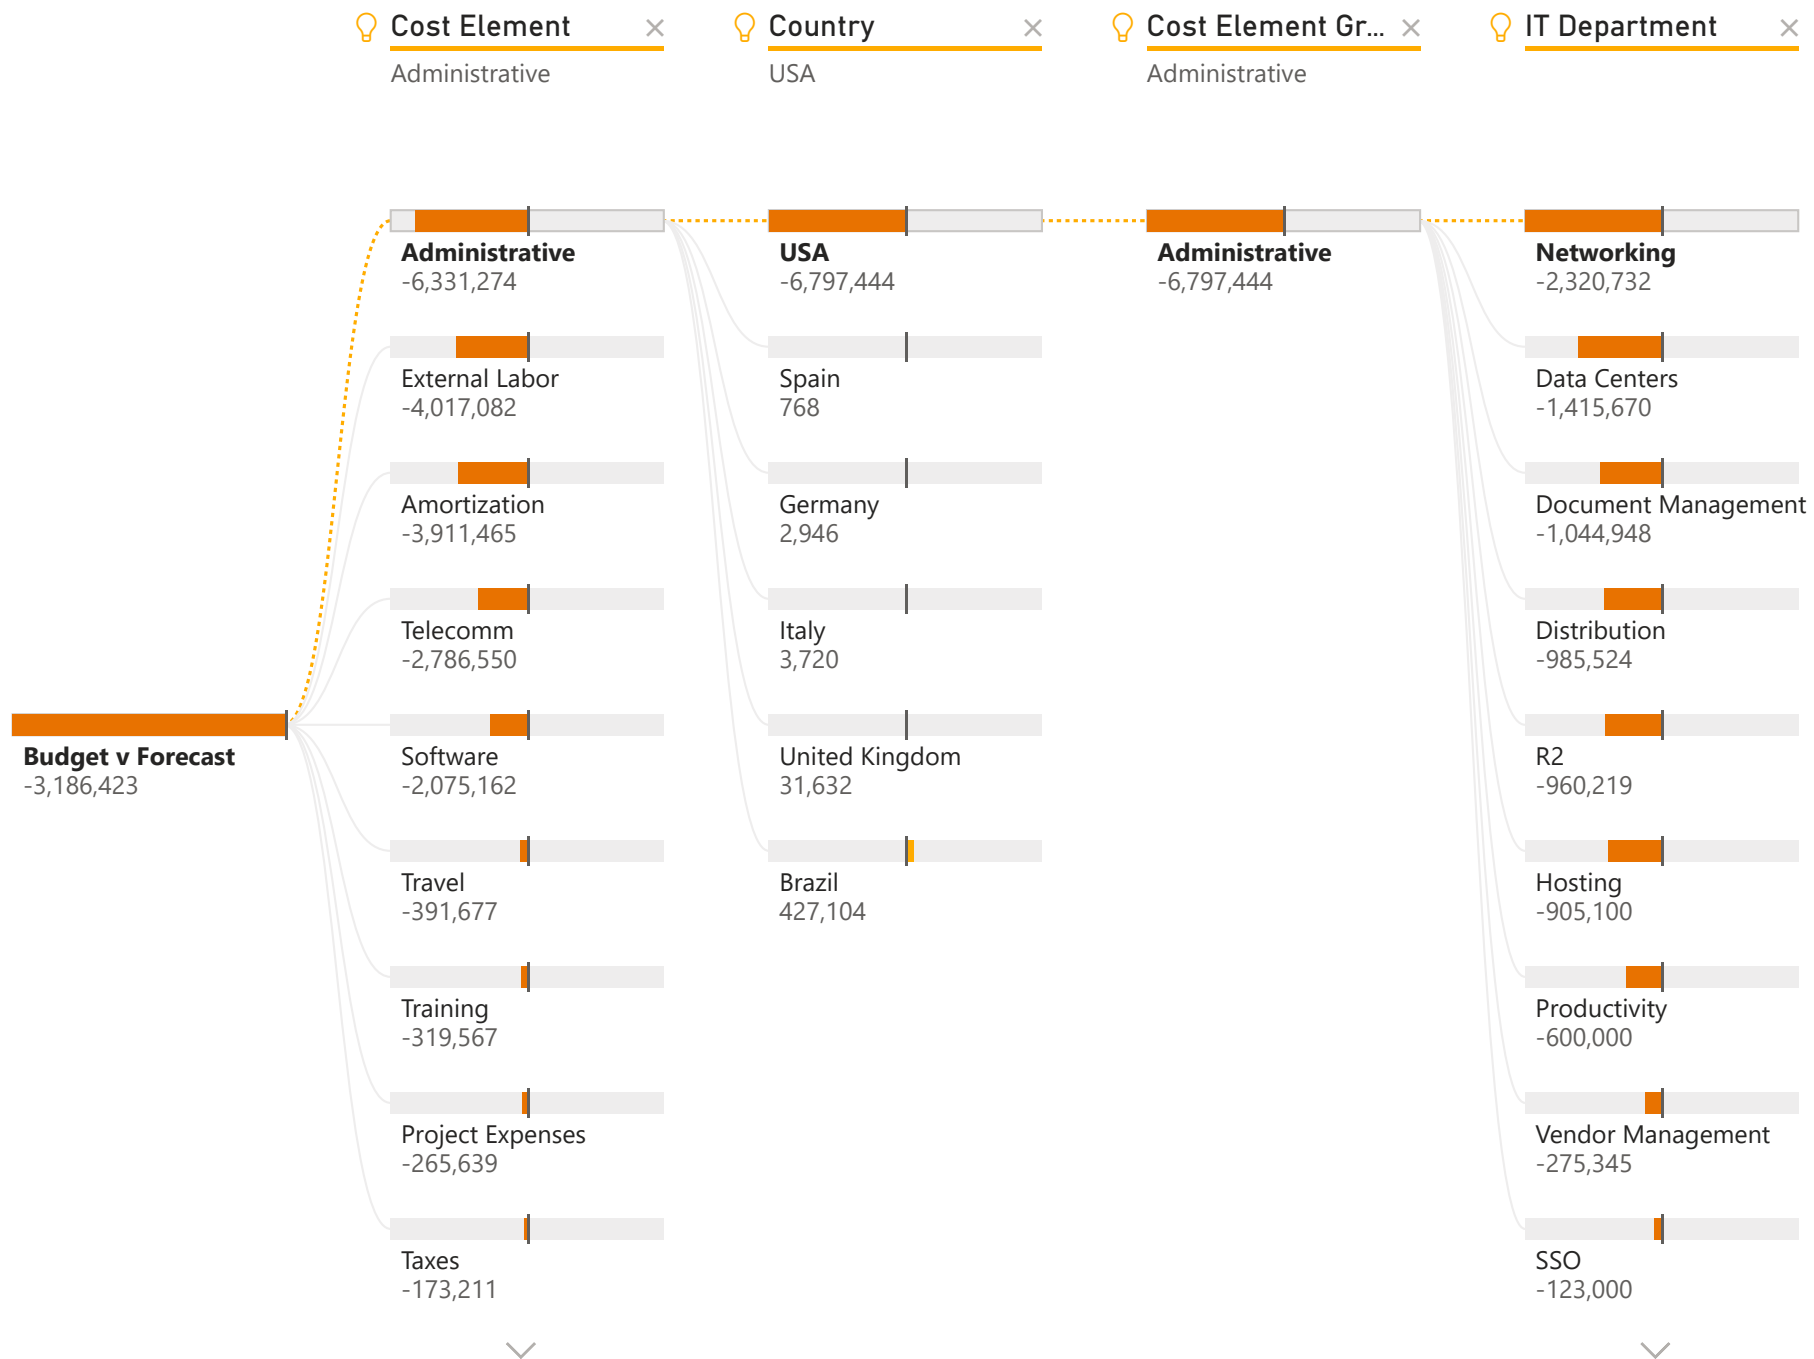 Cost Element
Administrative
Country
USA
Cost Element Gr...
Administrative
IT Department
Networking
Budget v Forecast
-3,186,423
Administrative
-6,331,274
External Labor
-4,017,082
Amortization
-3,911,465
Telecomm
-2,786,550
Software
-2,075,162
Travel
-391,677
Training
-319,567
Project Expenses
-265,639
Taxes
-173,211
USA
-6,797,444
Spain
768
Germany
2,946
Italy
3,720
United Kingdom
31,632
Brazil
427,104
Administrative
-6,797,444
-2,320,732
Data Centers
-1,415,670
Document Management
-1,044,948
Distribution
-985,524
R2
-960,219
Hosting
-905,100
Productivity
-600,000
Vendor Management
-275,345
SSO
-123,000